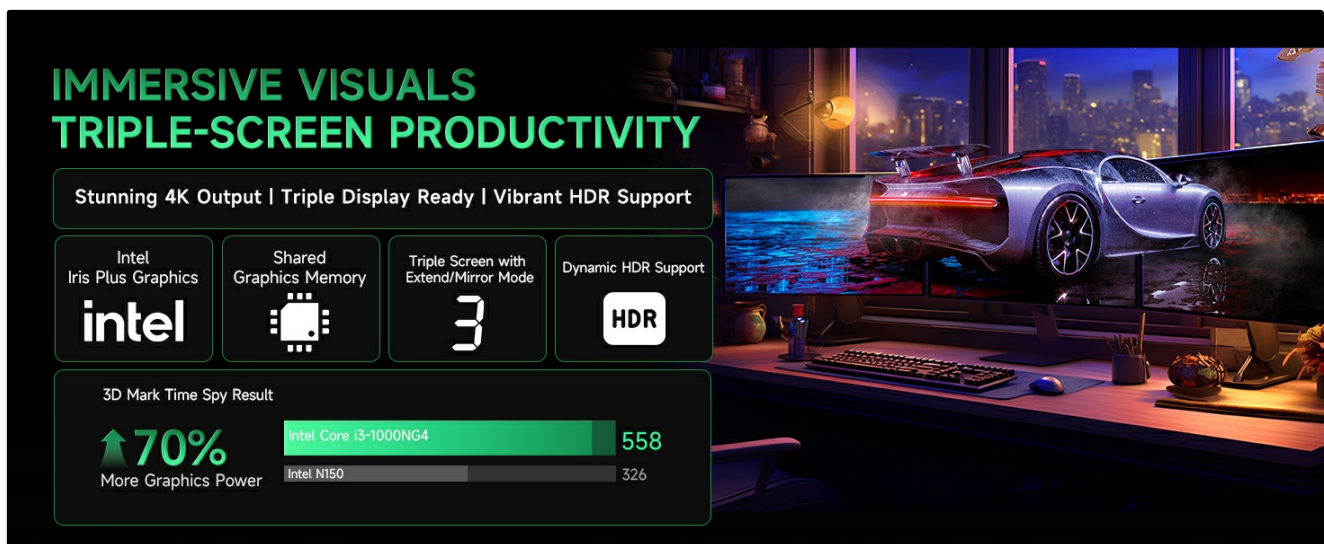 IMMERSIVE VISUALS
TRIPLE-SCREEN PRODUCTIVITY
Stunning 4K Output | Triple Display Ready | Vibrant HDR Support
Intel
Iris Plus Graphics
intel
Shared
Graphics Memory
Triple Screen with
Extend/Mirror Mode
3
Dynamic HDR Support
HDR
3D Mark Time Spy Result
70%
More Graphics Power
Intel Core i3-1000NG4
558
Intel N150
326